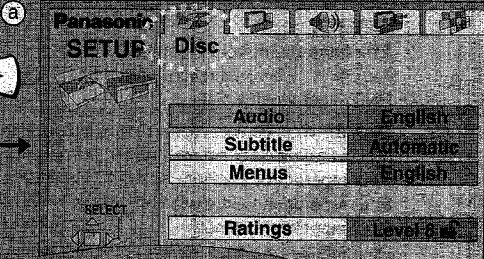 a
Panasonic
SETUP
Disc
Audio English
Subtitle Automatic
Menus English
SELECT
Ratings Level 8